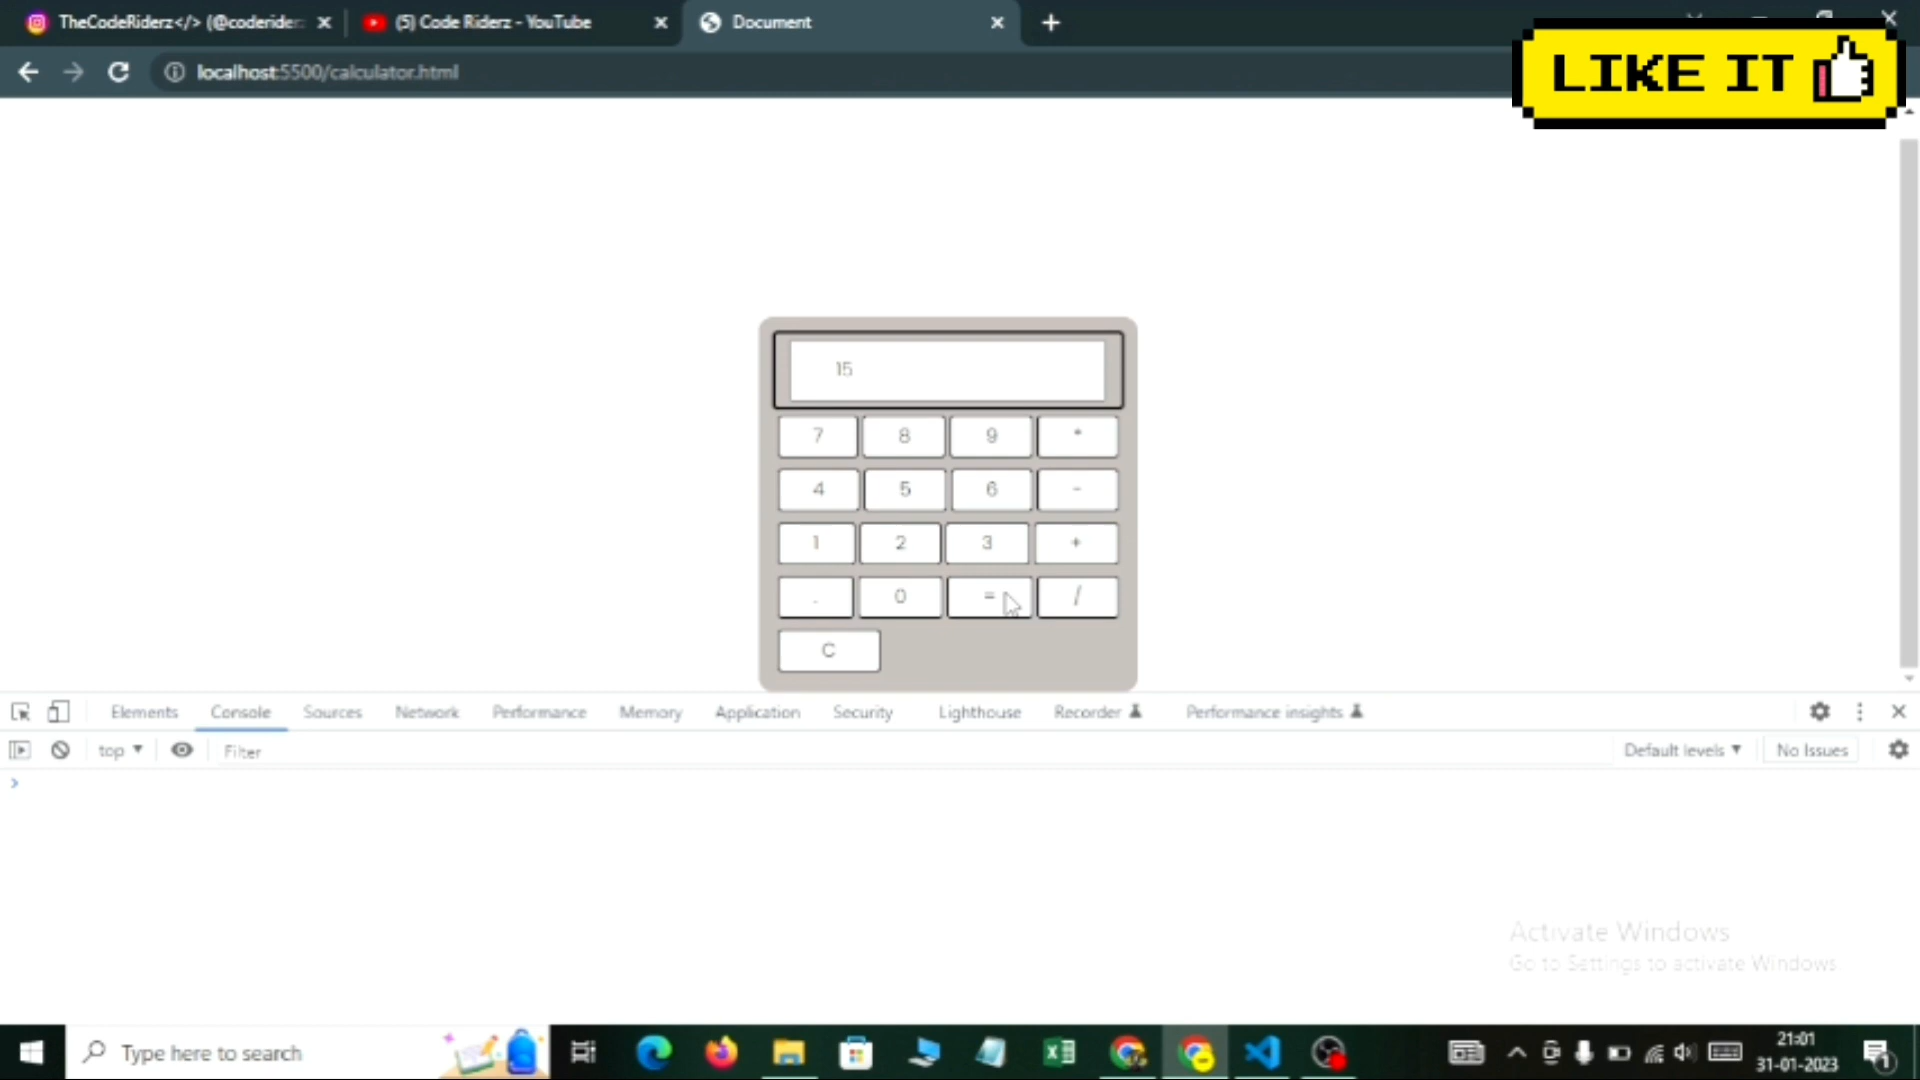 TheCodeRiderz</> (@coderider:
(5) Code Riderz - YouTube
Document
localhost:5500/calculator.html
LIKE IT
15
7 8 9 *
4 5 6 -
1 2 3 +
. 0 = /
C
Elements Console Sources Network Performance Memory Application Security Lighthouse Recorder Performance insights
top Filter Default levels No Issues
>
Activate Windows
Go to Settings to activate Windows.
Type here to search
21:01
31-01-2023
1